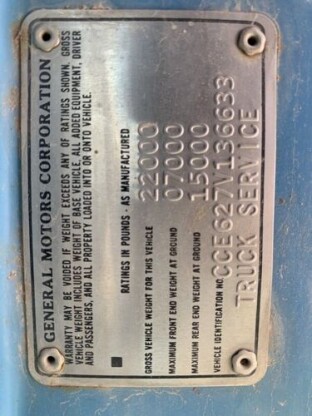 GENERAL MOTORS CORPORATION
WARRANTY MAY BE VOIDED IF WEIGHT EXCEEDS ANY OF RATINGS SHOWN. GROSS
VEHICLE WEIGHT INCLUDES WEIGHT OF BASE VEHICLE, ALL ADDED EQUIPMENT, DRIVER
AND PASSENGERS, AND ALL PROPERTY LOADED INTO OR ONTO VEHICLE.
RATINGS IN POUNDS - AS MANUFACTURED
GROSS VEHICLE WEIGHT FOR THIS VEHICLE 22000
MAXIMUM FRONT END WEIGHT AT GROUND 07000
MAXIMUM REAR END WEIGHT AT GROUND 15000
VEHICLE IDENTIFICATION NO. CCE627V136633
TRUCK SERVICE